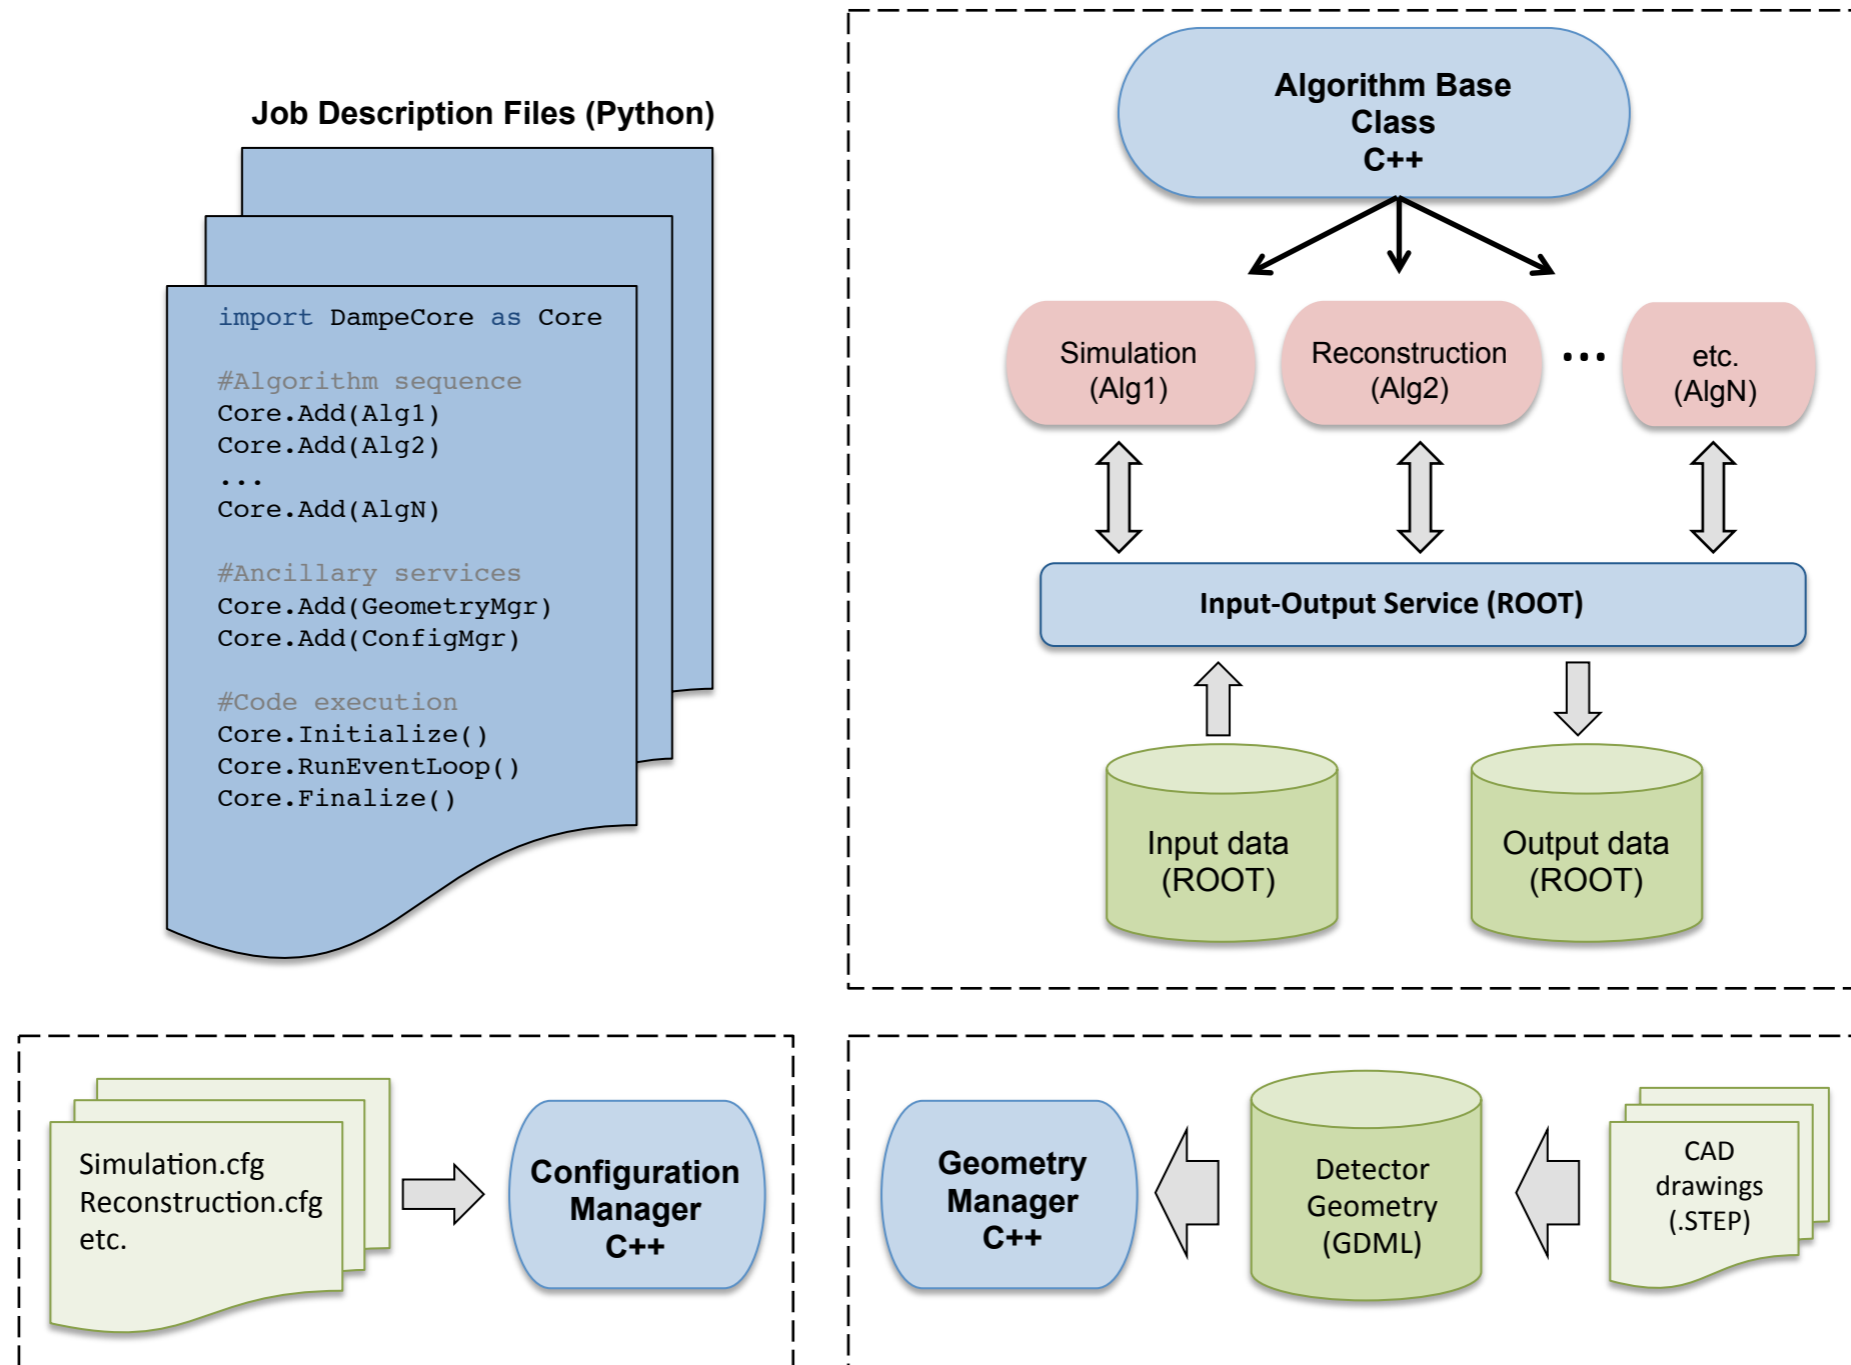 Job Description Files (Python)
import DampeCore as Core
#Algorithm sequence
Core.Add(Alg1)
Core.Add(Alg2)
...
Core.Add(AlgN)
#Ancillary services
Core.Add(GeometryMgr)
Core.Add(ConfigMgr)
#Code execution
Core.Initialize()
Core.RunEventLoop()
Core.Finalize()
Algorithm Base
Class
C++
Simulation
(Alg1)
Reconstruction
(Alg2)
...
etc.
(AlgN)
Input-Output Service (ROOT)
Input data
(ROOT)
Output data
(ROOT)
Simulation.cfg
Reconstruction.cfg
etc.
Configuration
Manager
C++
Geometry
Manager
C++
Detector
Geometry
(GDML)
CAD
drawings
(.STEP)